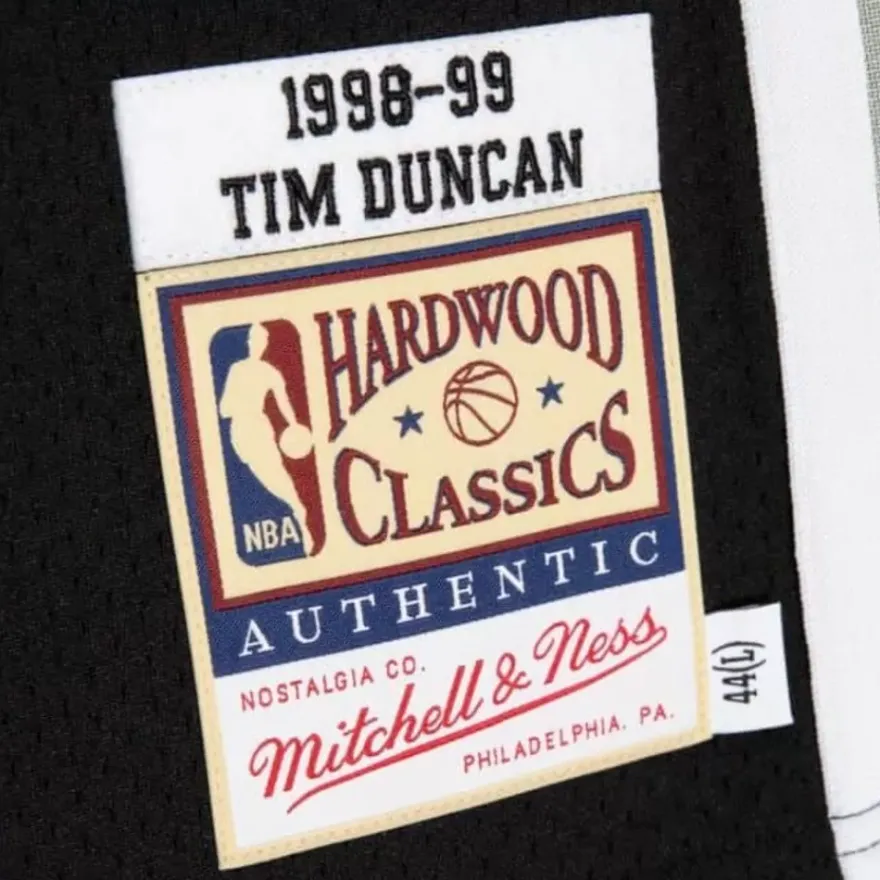 1998-99
TIM DUNCAN
HARDWOOD
CLASSICS
NBA
AUTHENTIC
NOSTALGIA CO.
Mitchell & Ness
PHILADELPHIA. PA.
44(L)